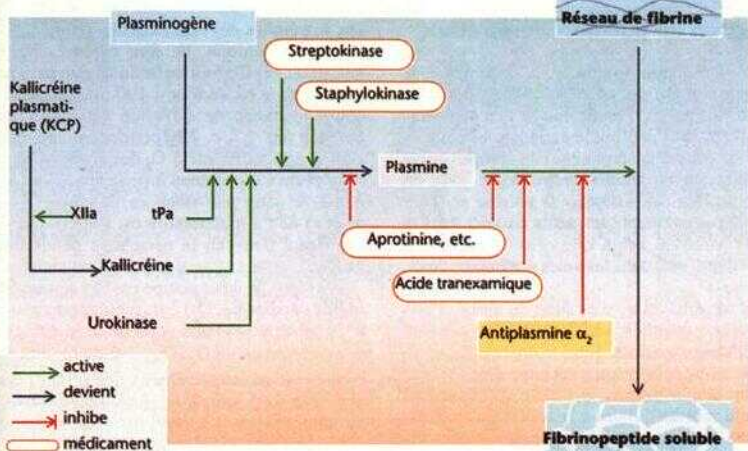 Plasminogène
Réseau de fibrine
Streptokinase
Staphylokinase
Kallicréine
plasmati-
que (KCP)
Plasmine
XIIa
tPa
Kallicréine
Urokinase
Aprotinine, etc.
Acide tranexamique
Antiplasmine α₂
active
devient
inhibe
médicament
Fibrinopeptide soluble